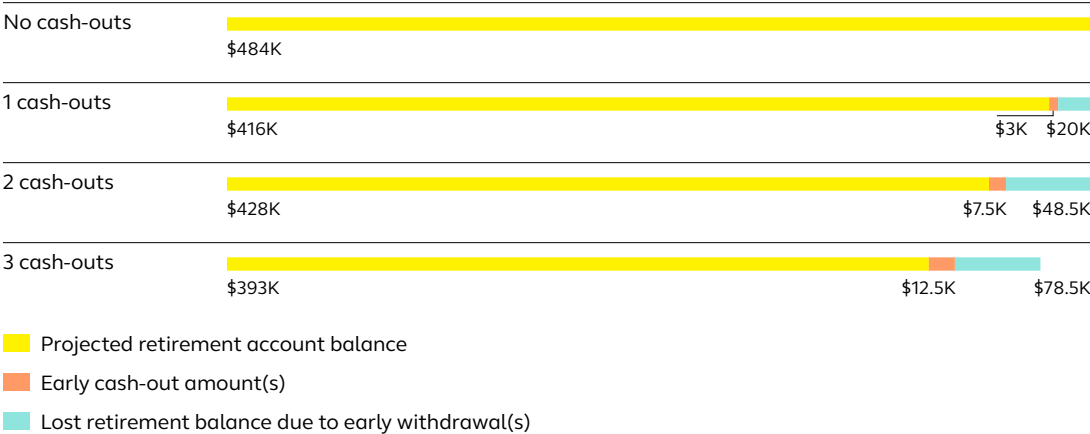 No cash-outs
$484K
1 cash-outs
$416K $3K $20K
2 cash-outs
$428K $7.5K $48.5K
3 cash-outs
$393K $12.5K $78.5K
Projected retirement account balance
Early cash-out amount(s)
Lost retirement balance due to early withdrawal(s)